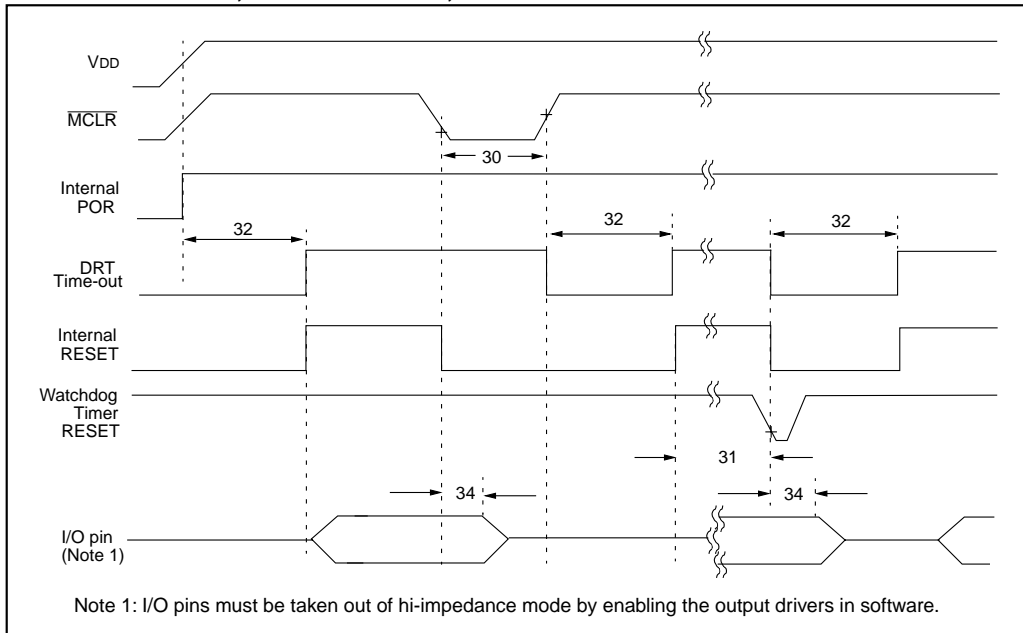 VDD
MCLR
30
Internal
POR
32
32
32
DRT
Time-out
Internal
RESET
Watchdog
Timer
RESET
31
34
34
I/O pin
(Note 1)
Note 1: I/O pins must be taken out of hi-impedance mode by enabling the output drivers in software.